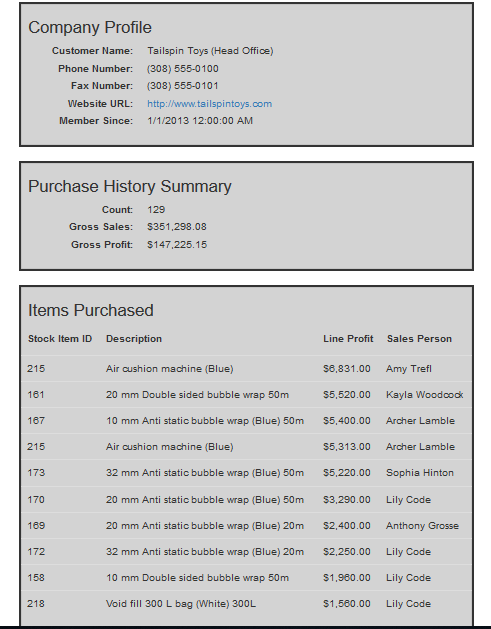 Company Profile
Customer Name: Tailspin Toys (Head Office)
Phone Number: (308) 555-0100
Fax Number: (308) 555-0101
Website URL: http://www.tailspintoys.com
Member Since: 1/1/2013 12:00:00 AM
Purchase History Summary
Count: 129
Gross Sales: $351,298.08
Gross Profit: $147,225.15
Items Purchased
Stock Item ID Description Line Profit Sales Person
215 Air cushion machine (Blue) $6,831.00 Amy Trefl
161 20 mm Double sided bubble wrap 50m $5,520.00 Kayla Woodcock
167 10 mm Anti static bubble wrap (Blue) 50m $5,400.00 Archer Lamble
215 Air cushion machine (Blue) $5,313.00 Archer Lamble
173 32 mm Anti static bubble wrap (Blue) 50m $5,220.00 Sophia Hinton
170 20 mm Anti static bubble wrap (Blue) 50m $3,290.00 Lily Code
169 20 mm Anti static bubble wrap (Blue) 20m $2,400.00 Anthony Grosse
172 32 mm Anti static bubble wrap (Blue) 20m $2,250.00 Lily Code
158 10 mm Double sided bubble wrap 50m $1,960.00 Lily Code
218 Void fill 300 L bag (White) 300L $1,560.00 Lily Code